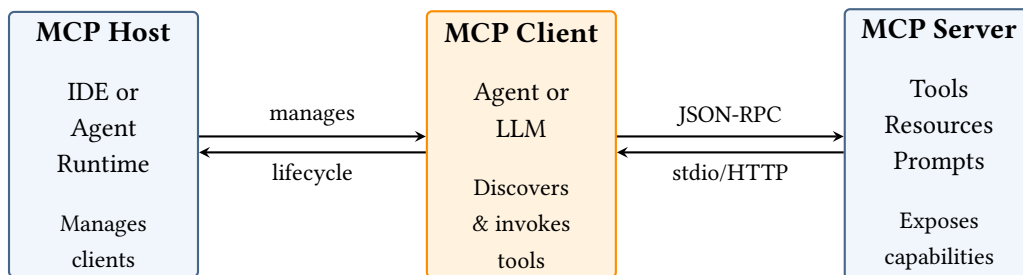 MCP Host
IDE or
Agent
Runtime
Manages
clients
manages
lifecycle
MCP Client
Agent or
LLM
Discovers
& invokes
tools
JSON-RPC
stdio/HTTP
MCP Server
Tools
Resources
Prompts
Exposes
capabilities